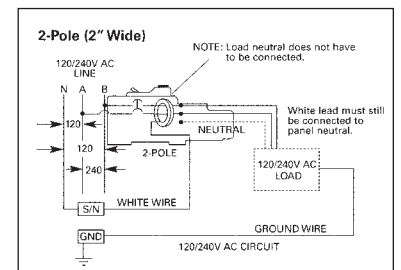 2-Pole (2" Wide)
NOTE: Load neutral does not have
to be connected.
120/240V AC
LINE
N A B
White lead must still
be connected to
panel neutral.
120
NEUTRAL
120
2-POLE
240
120/240V AC
LOAD
S/N
WHITE WIRE
GND
GROUND WIRE
120/240V AC CIRCUIT